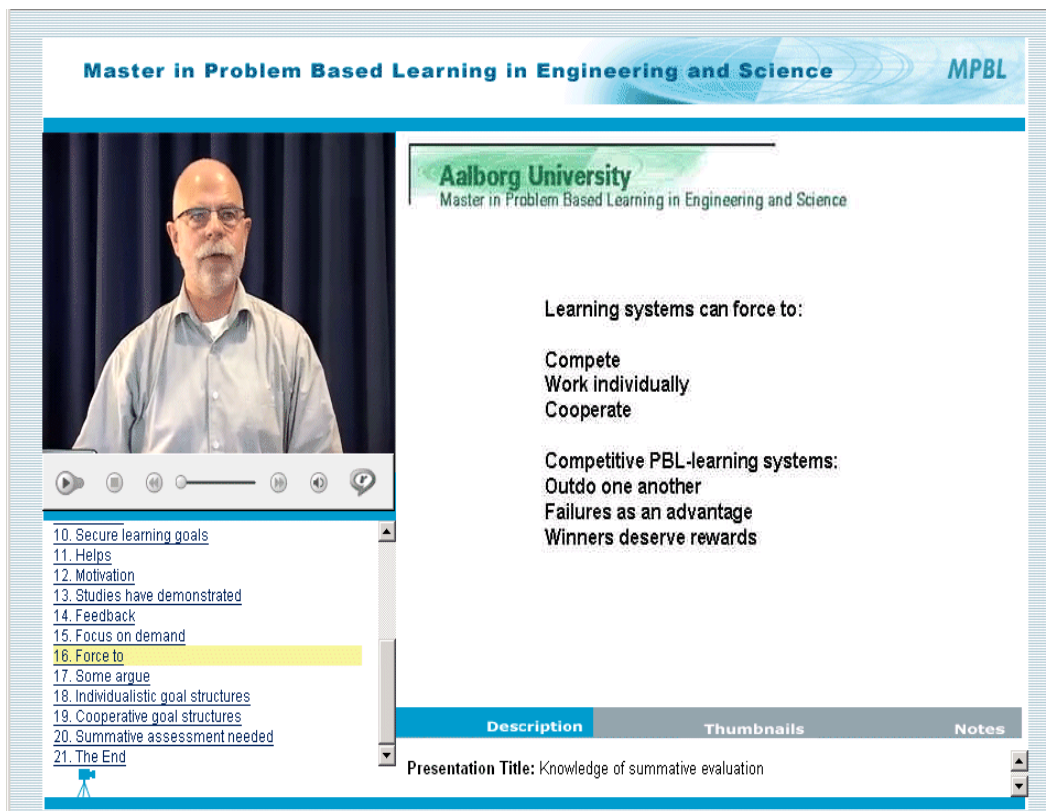 Master in Problem Based Learning in Engineering and Science
MPBL
Aalborg University
Master in Problem Based Learning in Engineering and Science
Learning systems can force to:
Compete
Work individually
Cooperate
Competitive PBL-learning systems:
Outdo one another
Failures as an advantage
Winners deserve rewards
10. Secure learning goals
11. Helps
12. Motivation
13. Studies have demonstrated
14. Feedback
15. Focus on demand
16. Force to
17. Some argue
18. Individualistic goal structures
19. Cooperative goal structures
20. Summative assessment needed
21. The End
Description
Thumbnails
Notes
Presentation Title: Knowledge of summative evaluation